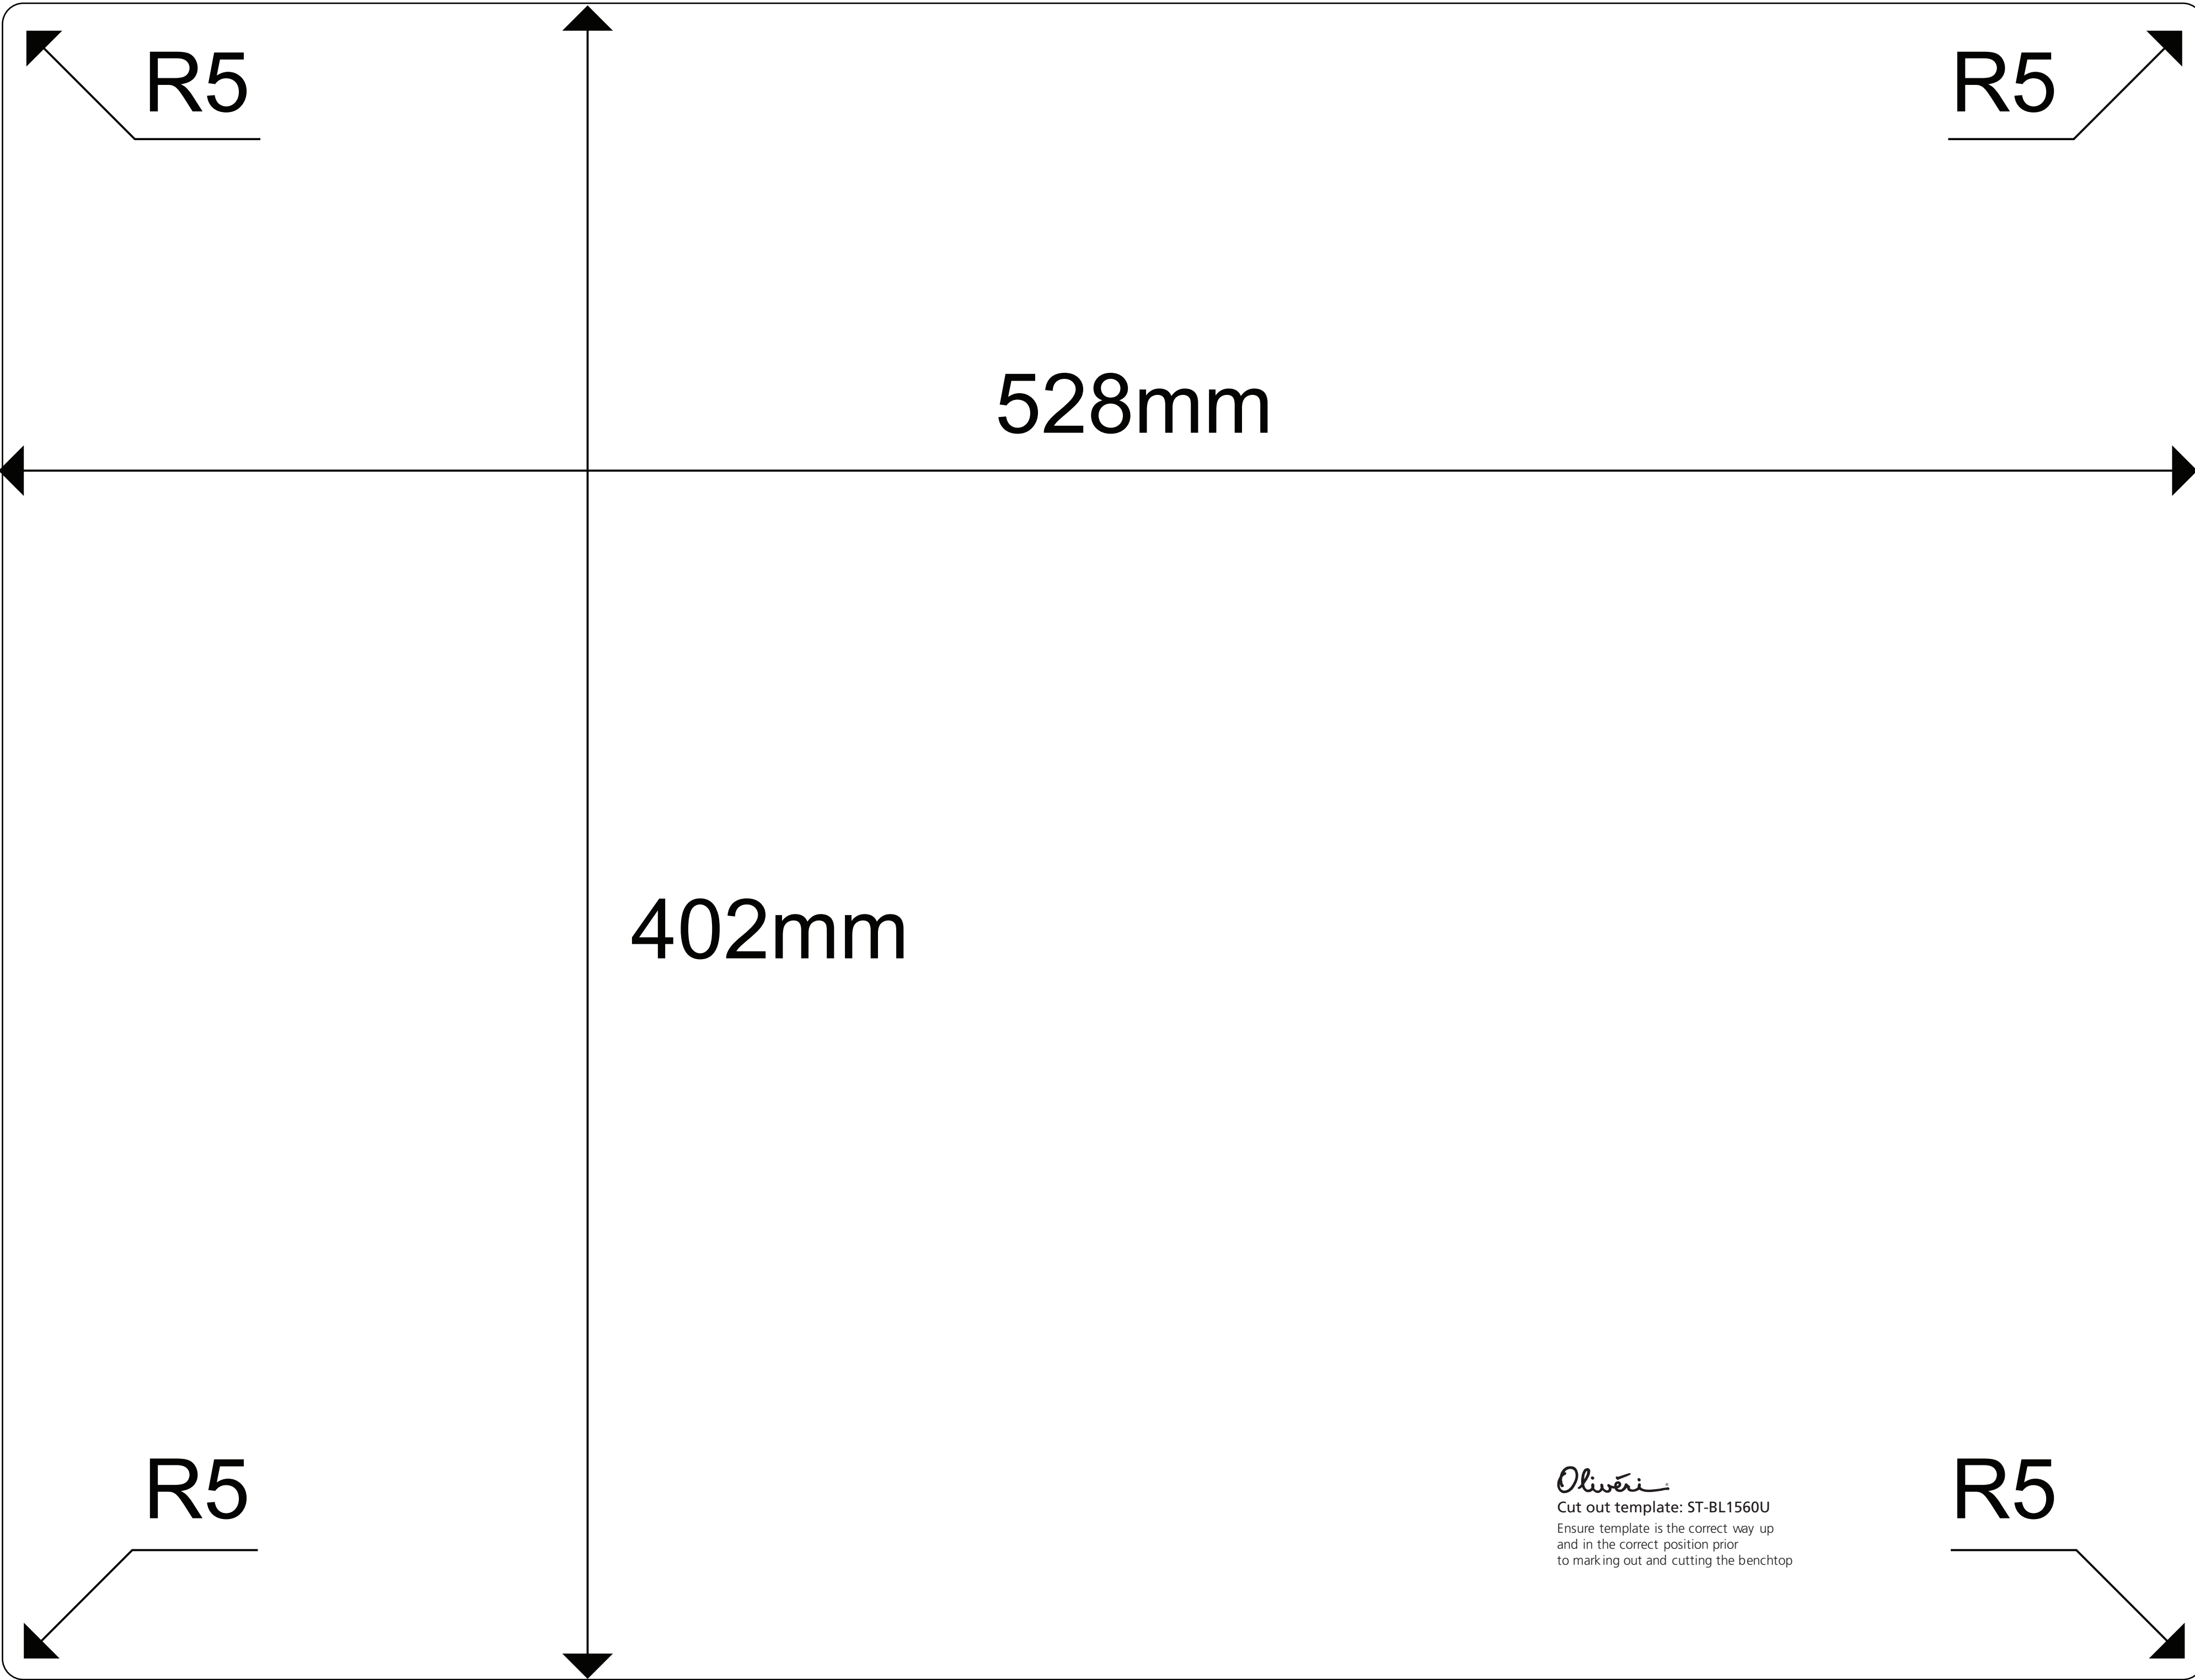 R5
R5
528mm
402mm
R5
R5
Oliveri
Cut out template: ST-BL1560U
Ensure template is the correct way up
and in the correct position prior
to marking out and cutting the benchtop